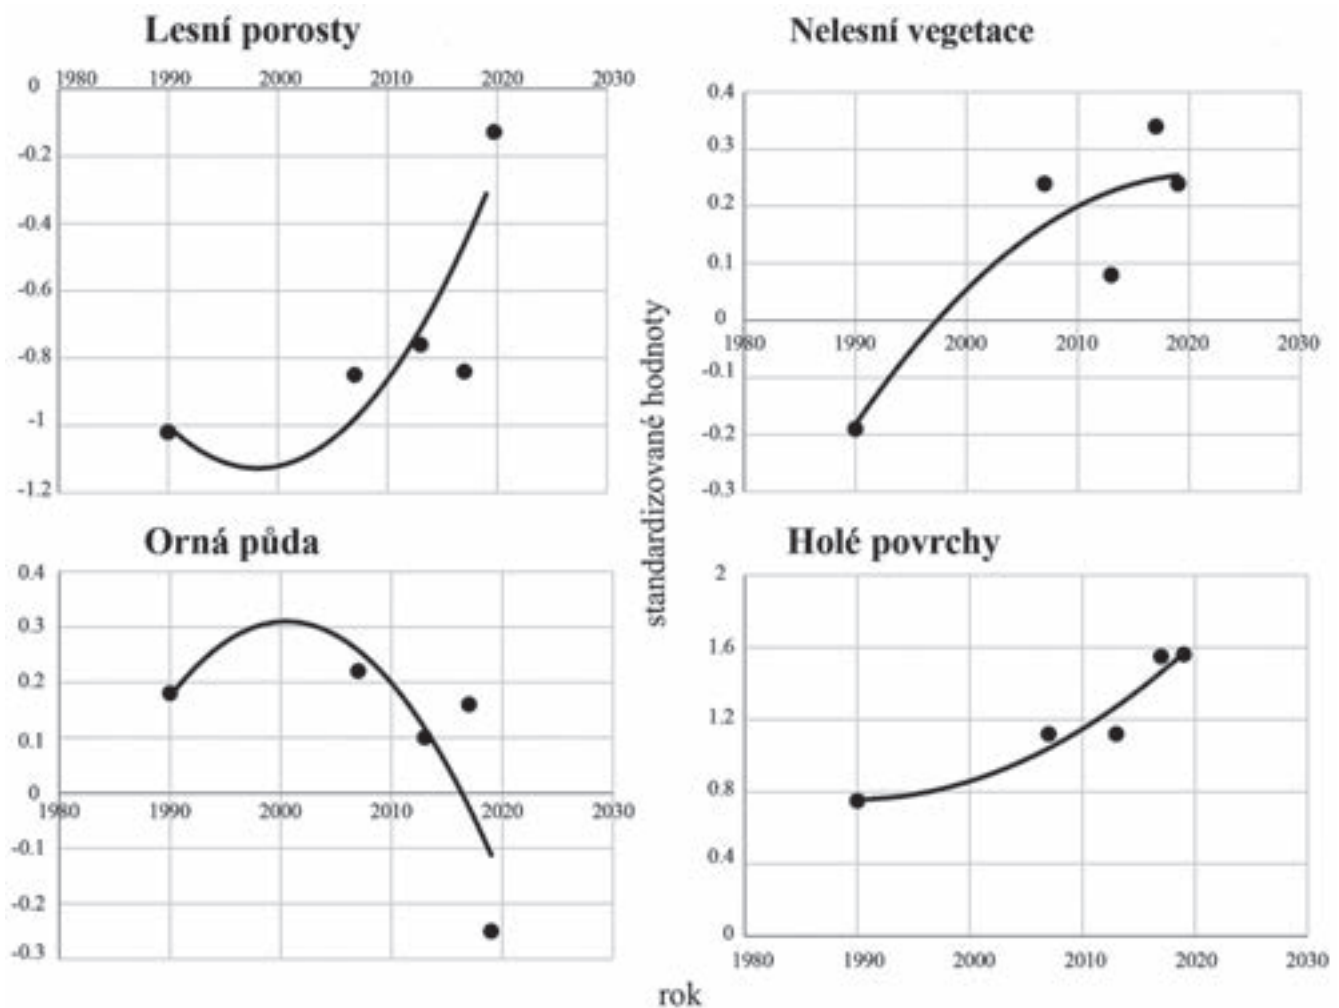 Lesní porosty
0 1980 1990 2000 2010 2020 2030
-0.2
-0.4
-0.6
-0.8
-1
-1.2
Nelesní vegetace
0.4
0.3
0.2
0.1
0
1980 1990 2000 2010 2020 2030
-0.1
-0.2
-0.3
standardizované hodnoty
Orná půda
0.4
0.3
0.2
0.1
0
1980 1990 2000 2010 2020 2030
-0.1
-0.2
-0.3
Holé povrchy
2
1.6
1.2
0.8
0.4
0
1980 1990 2000 2010 2020 2030
rok